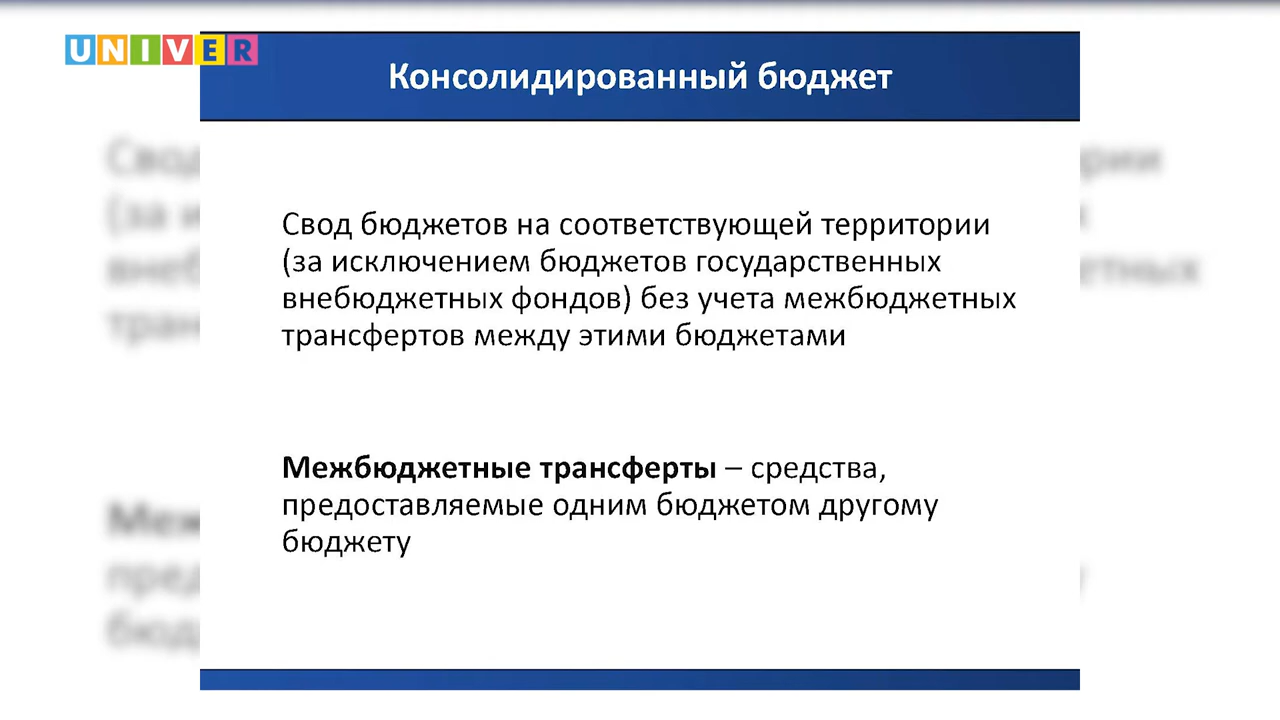 UNIVER
Консолидированный бюджет
Свод бюджетов на соответствующей территории
(за исключением бюджетов государственных
внебюджетных фондов) без учета межбюджетных
трансфертов между этими бюджетами
Межбюджетные трансферты – средства,
предоставляемые одним бюджетом другому
бюджету